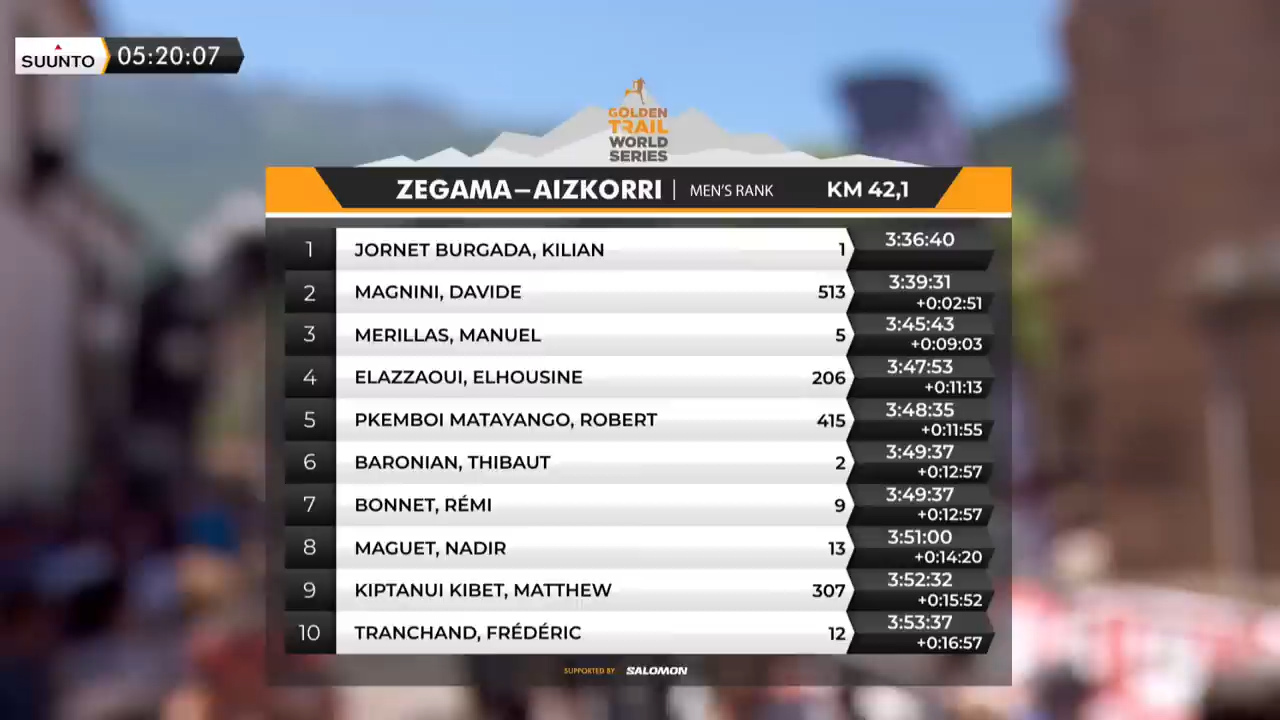 SUUNTO 05:20:07
GOLDEN
TRAIL
WORLD
SERIES
ZEGAMA–AIZKORRI | MEN'S RANK KM 42,1
1 JORNET BURGADA, KILIAN 1 3:36:40
2 MAGNINI, DAVIDE 513 3:39:31
+0:02:51
3 MERILLAS, MANUEL 5 3:45:43
+0:09:03
4 ELAZZAOUI, ELHOUSINE 206 3:47:53
+0:11:13
5 PKEMBOI MATAYANGO, ROBERT 415 3:48:35
+0:11:55
6 BARONIAN, THIBAUT 2 3:49:37
+0:12:57
7 BONNET, RÉMI 9 3:49:37
+0:12:57
8 MAGUET, NADIR 13 3:51:00
+0:14:20
9 KIPTANUI KIBET, MATTHEW 307 3:52:32
+0:15:52
10 TRANCHAND, FRÉDÉRIC 12 3:53:37
+0:16:57
SUPPORTED BY SALOMON